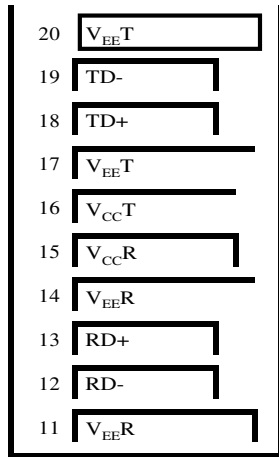 20 VEET
19 TD-
18 TD+
17 VEET
16 VCCT
15 VCCR
14 VEER
13 RD+
12 RD-
11 VEER